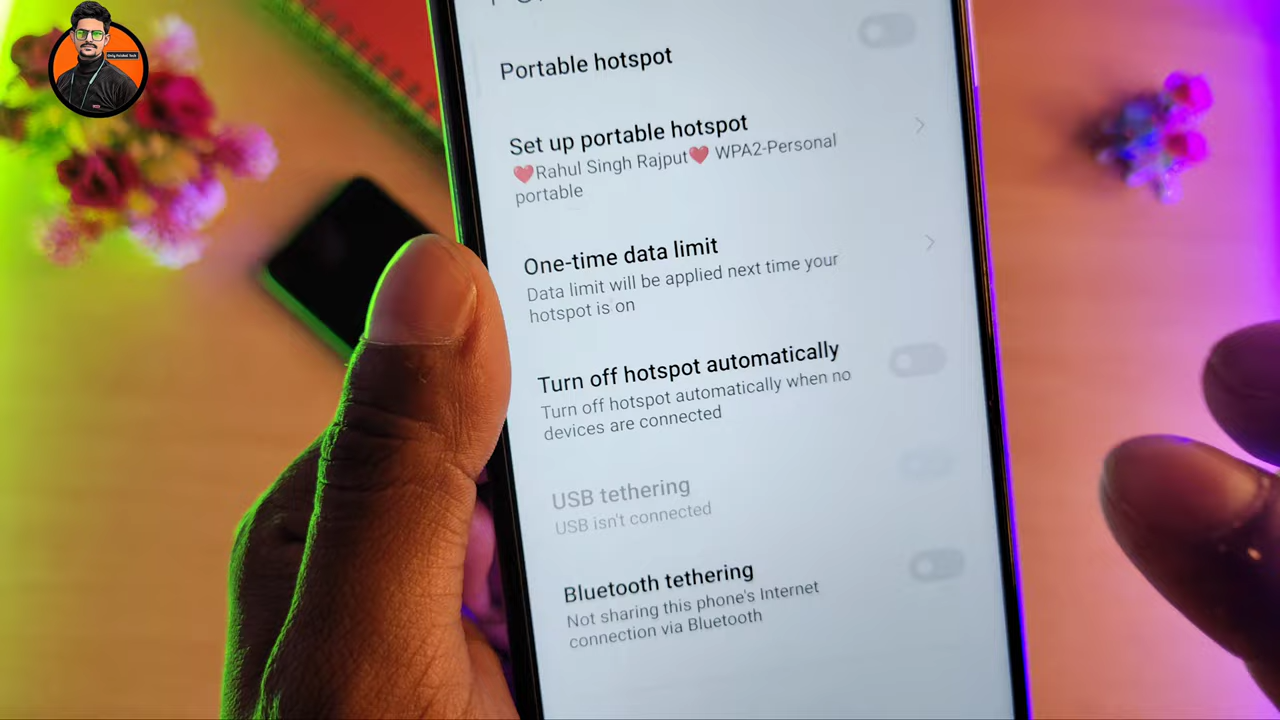 Portable hotspot
Set up portable hotspot
❤️Rahul Singh Rajput❤️ WPA2-Personal
portable
One-time data limit
Data limit will be applied next time your
hotspot is on
Turn off hotspot automatically
Turn off hotspot automatically when no
devices are connected
USB tethering
USB isn't connected
Bluetooth tethering
Not sharing this phone's Internet
connection via Bluetooth